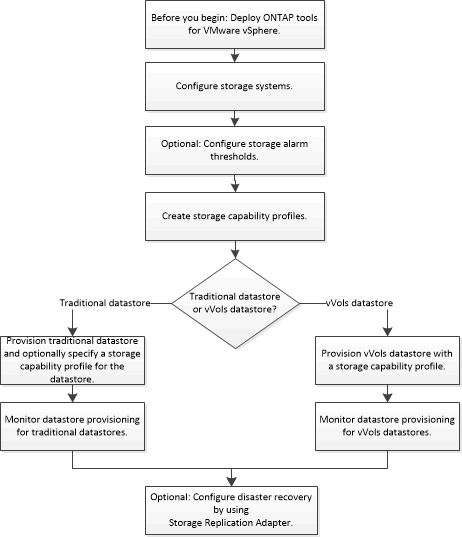 Before you begin: Deploy ONTAP tools
for VMware vSphere.
Configure storage systems.
Optional: Configure storage alarm
thresholds.
Create storage capability profiles.
Traditional datastore
or vVols datastore?
Traditional datastore
vVols datastore
Provision traditional datastore
and optionally specify a storage
capability profile for the
datastore.
Provision vVols datastore with
a storage capability profile.
Monitor datastore provisioning
for traditional datastores.
Monitor datastore provisioning
for vVols datastores.
Optional: Configure disaster recovery
by using
Storage Replication Adapter.